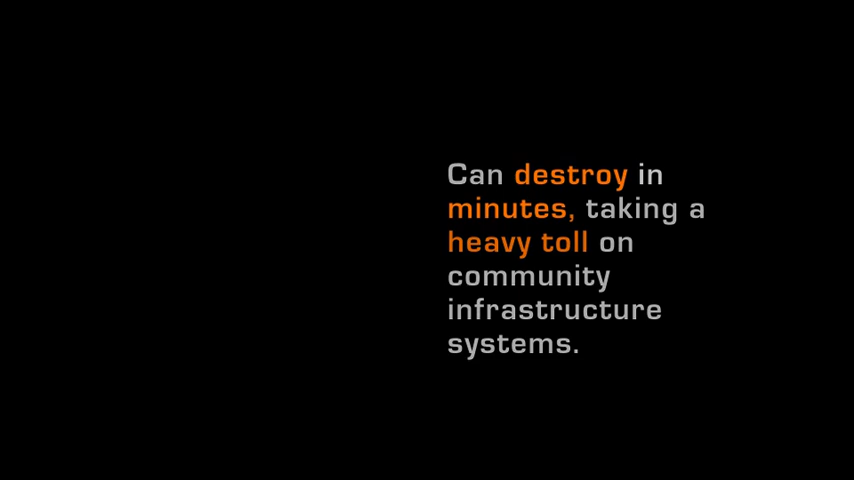 Can destroy in
minutes, taking a
heavy toll on
community
infrastructure
systems.